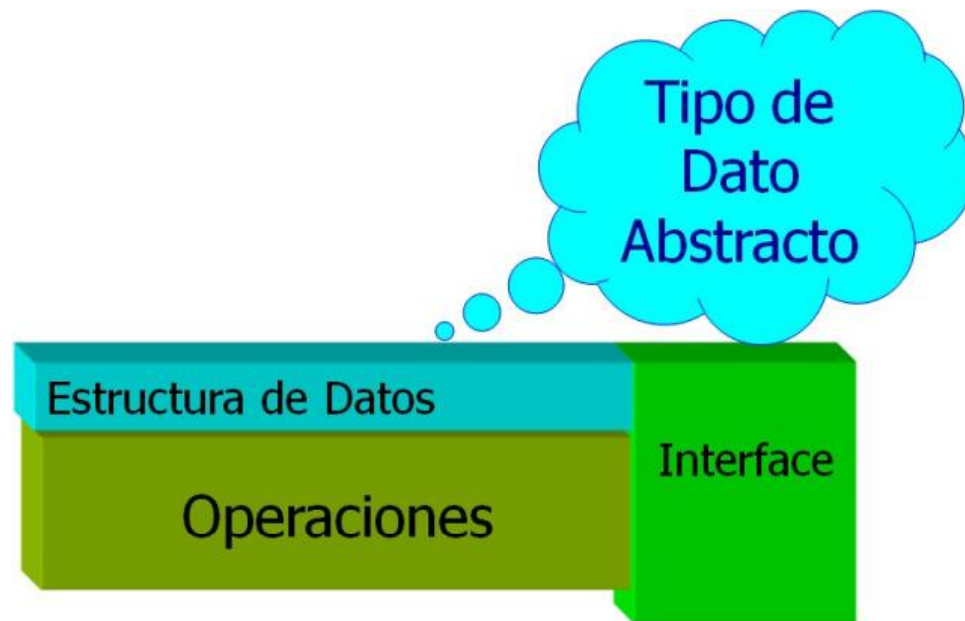 Tipo de
Dato
Abstracto
Estructura de Datos
Interface
Operaciones